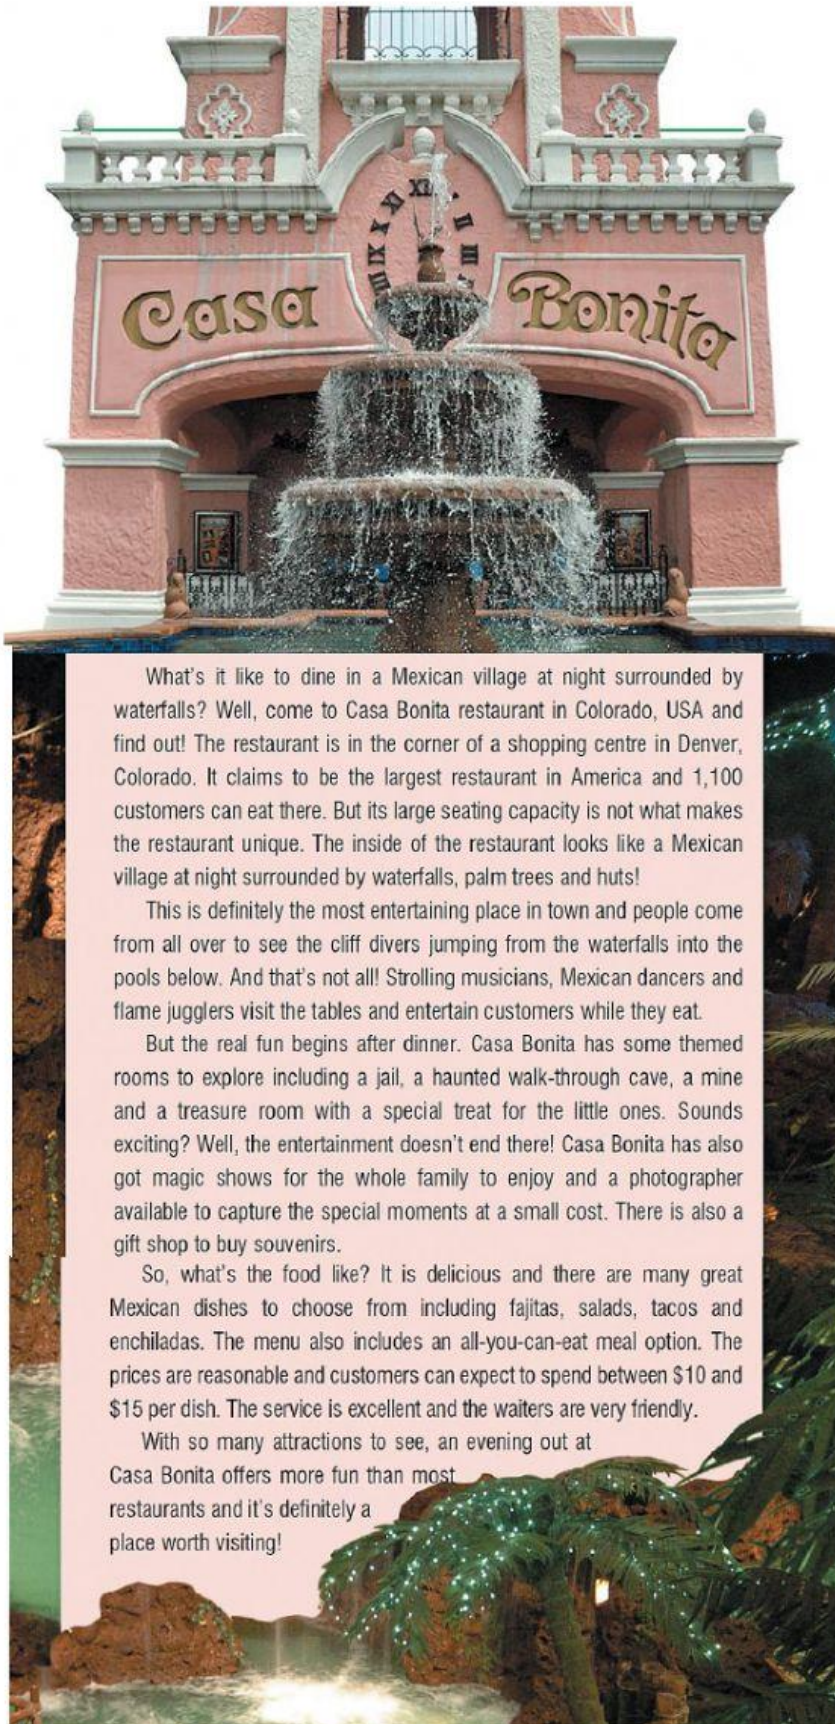 XI X X IX III II III
Casa Bonita
What's it like to dine in a Mexican village at night surrounded by
waterfalls? Well, come to Casa Bonita restaurant in Colorado, USA and
find out! The restaurant is in the corner of a shopping centre in Denver,
Colorado. It claims to be the largest restaurant in America and 1,100
customers can eat there. But its large seating capacity is not what makes
the restaurant unique. The inside of the restaurant looks like a Mexican
village at night surrounded by waterfalls, palm trees and huts!
This is definitely the most entertaining place in town and people come
from all over to see the cliff divers jumping from the waterfalls into the
pools below. And that's not all! Strolling musicians, Mexican dancers and
flame jugglers visit the tables and entertain customers while they eat.
But the real fun begins after dinner. Casa Bonita has some themed
rooms to explore including a jail, a haunted walk-through cave, a mine
and a treasure room with a special treat for the little ones. Sounds
exciting? Well, the entertainment doesn't end there! Casa Bonita has also
got magic shows for the whole family to enjoy and a photographer
available to capture the special moments at a small cost. There is also a
gift shop to buy souvenirs.
So, what's the food like? It is delicious and there are many great
Mexican dishes to choose from including fajitas, salads, tacos and
enchiladas. The menu also includes an all-you-can-eat meal option. The
prices are reasonable and customers can expect to spend between $10 and
$15 per dish. The service is excellent and the waiters are very friendly.
With so many attractions to see, an evening out at
Casa Bonita offers more fun than most
restaurants and it's definitely a
place worth visiting!